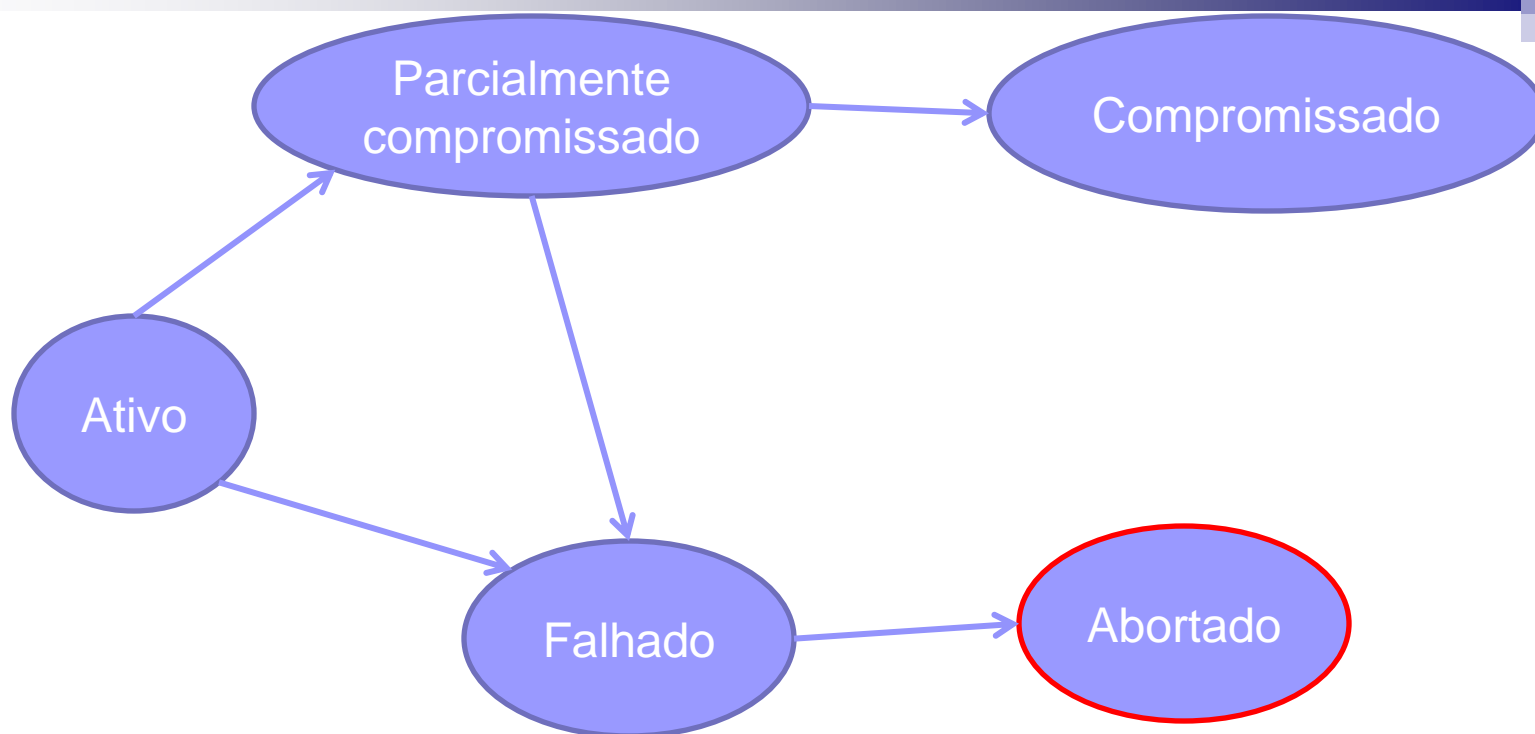 Parcialmente
compromissado
Compromissado
Ativo
Falhado
Abortado